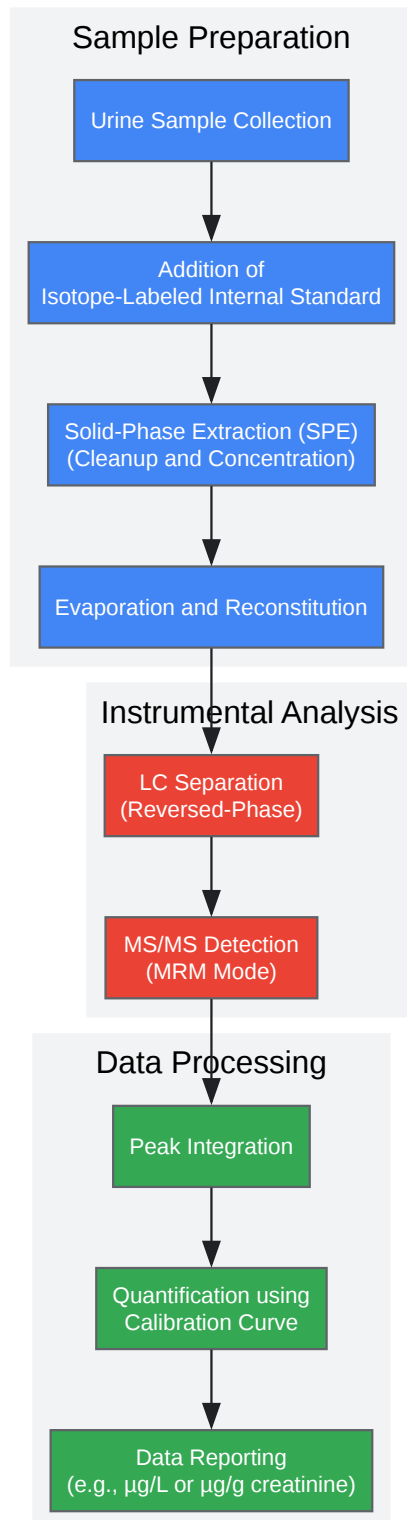 Sample Preparation
Urine Sample Collection
Addition of
Isotope-Labeled Internal Standard
Solid-Phase Extraction (SPE)
(Cleanup and Concentration)
Evaporation and Reconstitution
Instrumental Analysis
LC Separation
(Reversed-Phase)
MS/MS Detection
(MRM Mode)
Data Processing
Peak Integration
Quantification using
Calibration Curve
Data Reporting
(e.g., µg/L or µg/g creatinine)